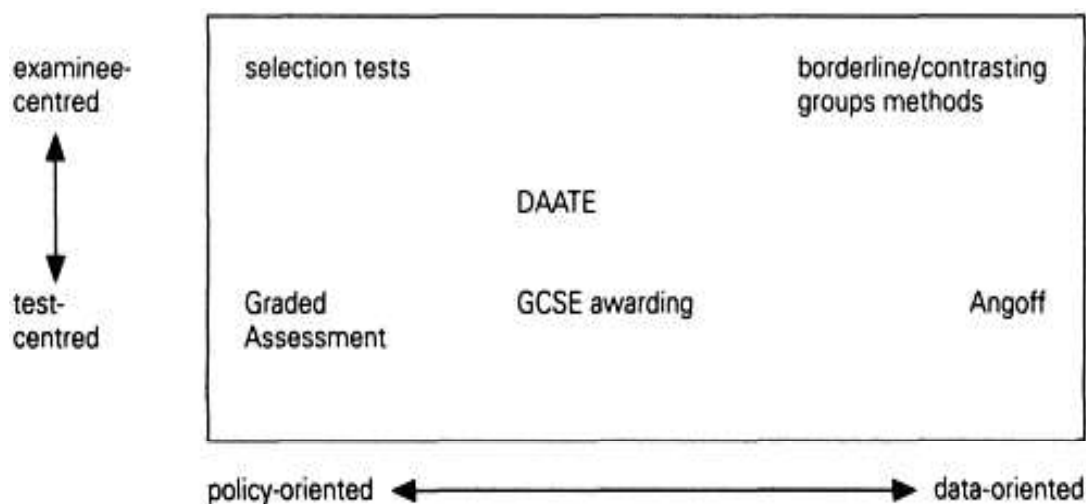 examinee-
centred
selection tests
borderline/contrasting
groups methods
DAATE
test-
centred
Graded
Assessment
GCSE awarding
Angoff
policy-oriented
data-oriented